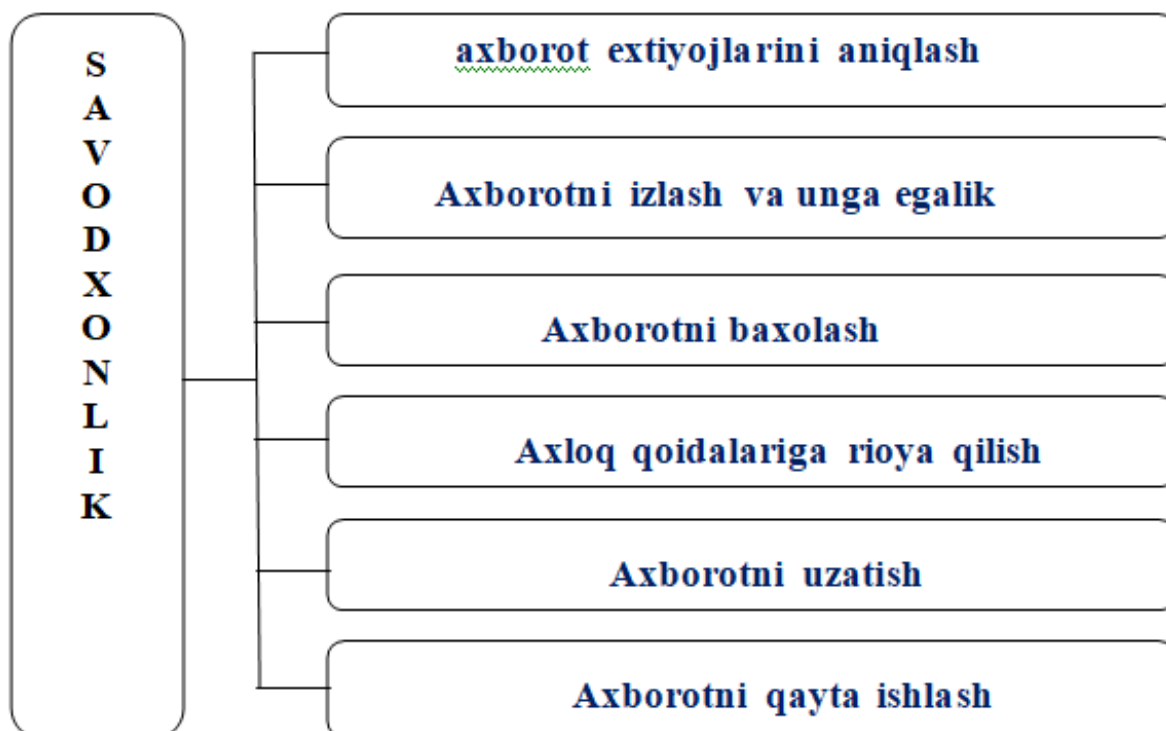 SAVODXONLIK
axborot extiyojlarini aniqlash
Axborotni izlash va unga egalik
Axborotni baxolash
Axloq qoidalariga rioya qilish
Axborotni uzatish
Axborotni qayta ishlash